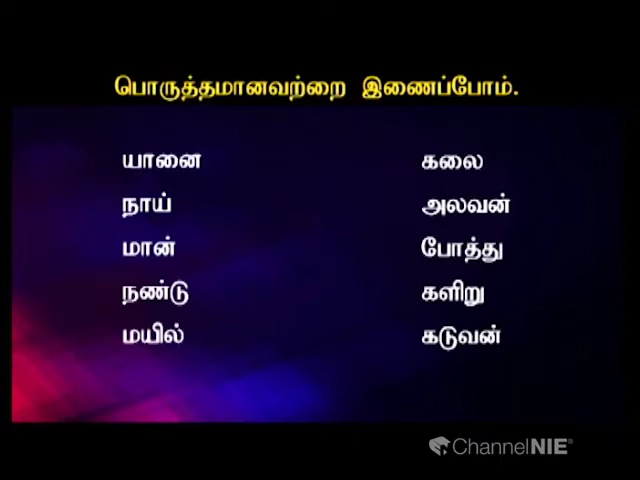 பொருத்தமானவற்றை இணைப்போம்.
யானை கலை
நாய் அலவன்
மான் போத்து
நண்டு களிறு
மயில் கடுவன்
ChannelNIE